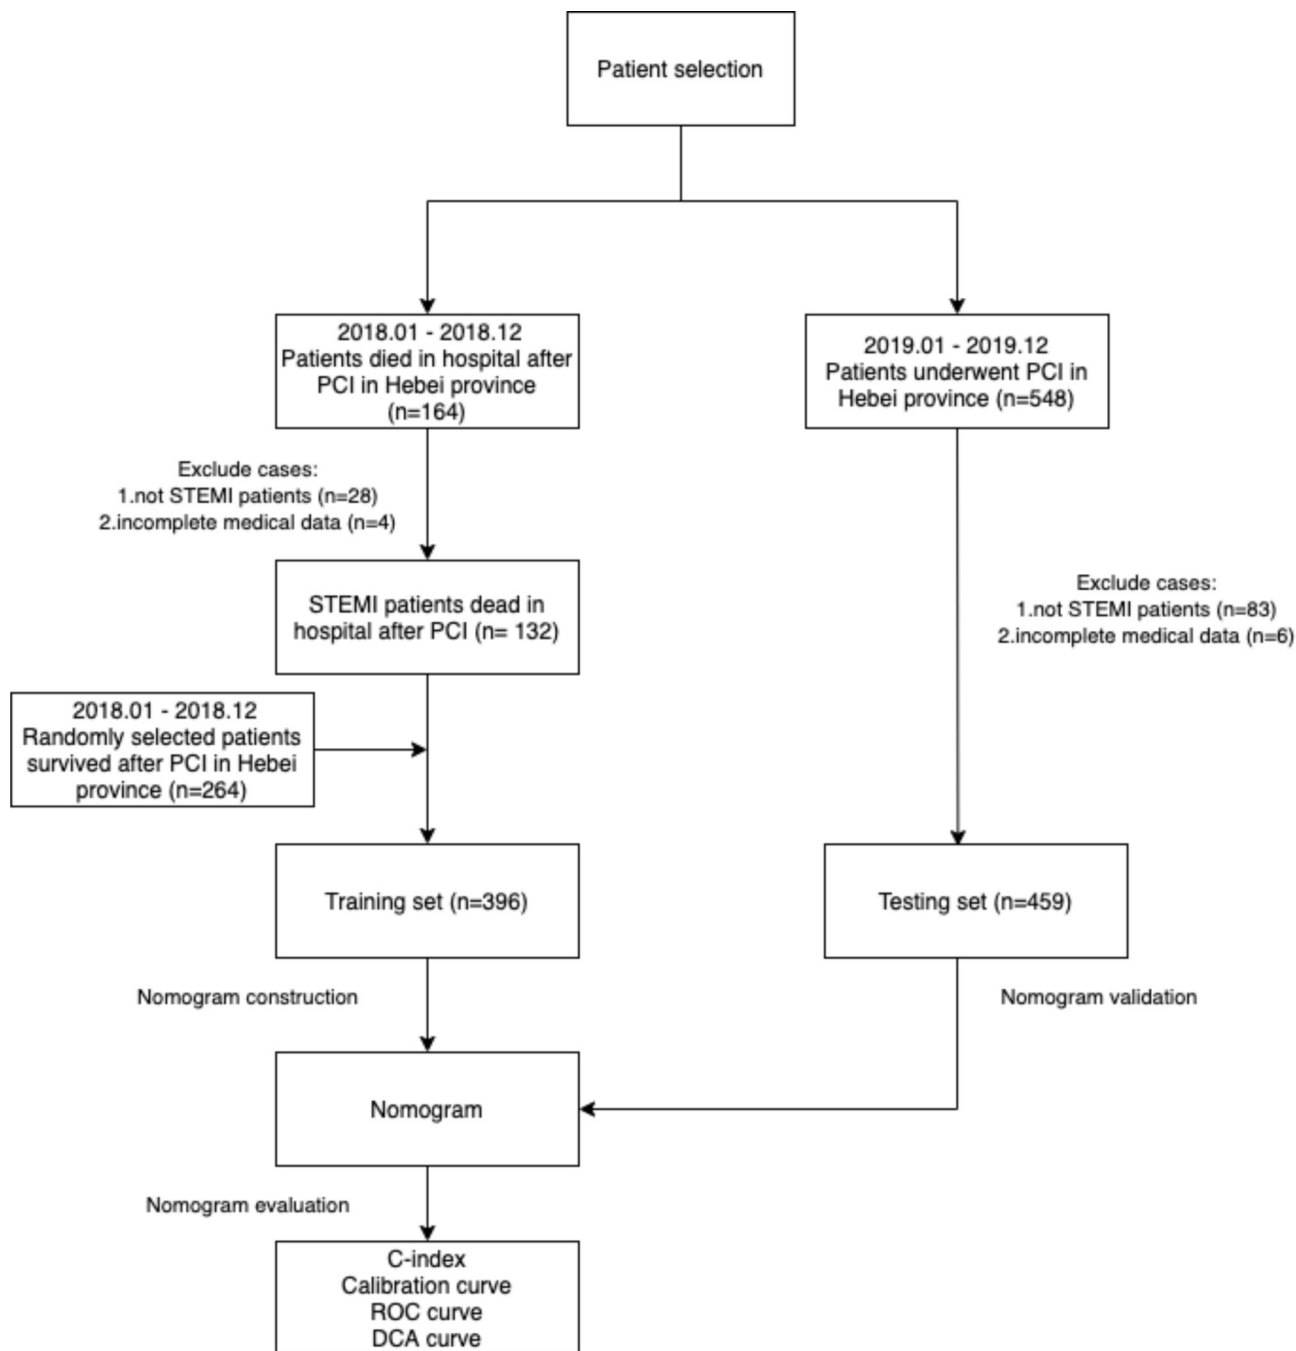 Patient selection
2018.01 - 2018.12
Patients died in hospital after
PCI in Hebei province
(n=164)
2019.01 - 2019.12
Patients underwent PCI in
Hebei province (n=548)
Exclude cases:
1.not STEMI patients (n=28)
2.incomplete medical data (n=4)
STEMI patients dead in
hospital after PCI (n= 132)
Exclude cases:
1.not STEMI patients (n=83)
2.incomplete medical data (n=6)
2018.01 - 2018.12
Randomly selected patients
survived after PCI in Hebei
province (n=264)
Training set (n=396)
Testing set (n=459)
Nomogram construction
Nomogram validation
Nomogram
Nomogram evaluation
C-index
Calibration curve
ROC curve
DCA curve